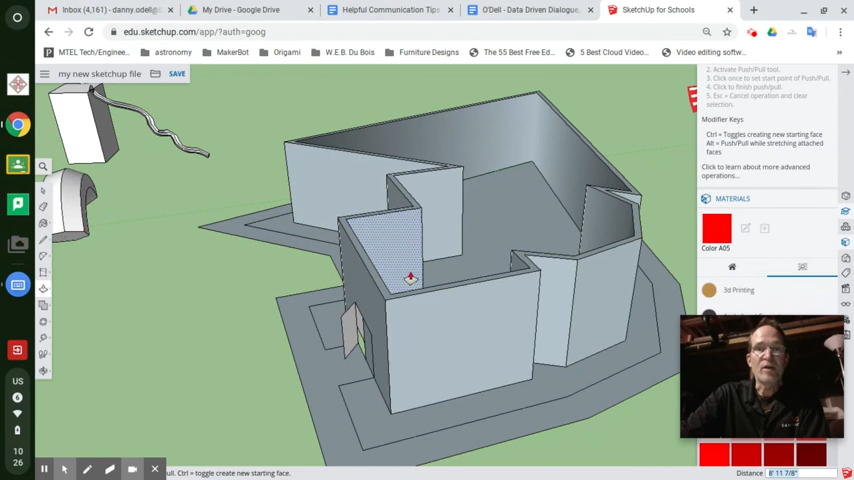 Inbox (4,161) - danny.odell@
My Drive - Google Drive
Helpful Communication Tips
O'Dell - Data Driven Dialogue,
SketchUp for Schools
edu.sketchup.com/app/?auth=goog
MTEL Tech/Engine
astronomy
MakerBot
Origami
W.E.B. Du Bois
Furniture Designs
The 55 Best Free Ed...
5 Best Cloud Video...
Video editing softw
my new sketchup file
SAVE
2. Activate Push/Pull tool.
3. Click once to set start point of Push/Pull.
4. Click to finish push/pull.
5. Esc = Cancel operation and clear
selection.
Modifier Keys
Ctrl = Toggles creating new starting face
Alt = Push/Pull while stretching attached
faces
Click to learn about more advanced
operations...
MATERIALS
Color A05
3d Printing
US
6
10
26
ull. Ctrl = toggle create new starting face.
Distance
8' 11 7/8"